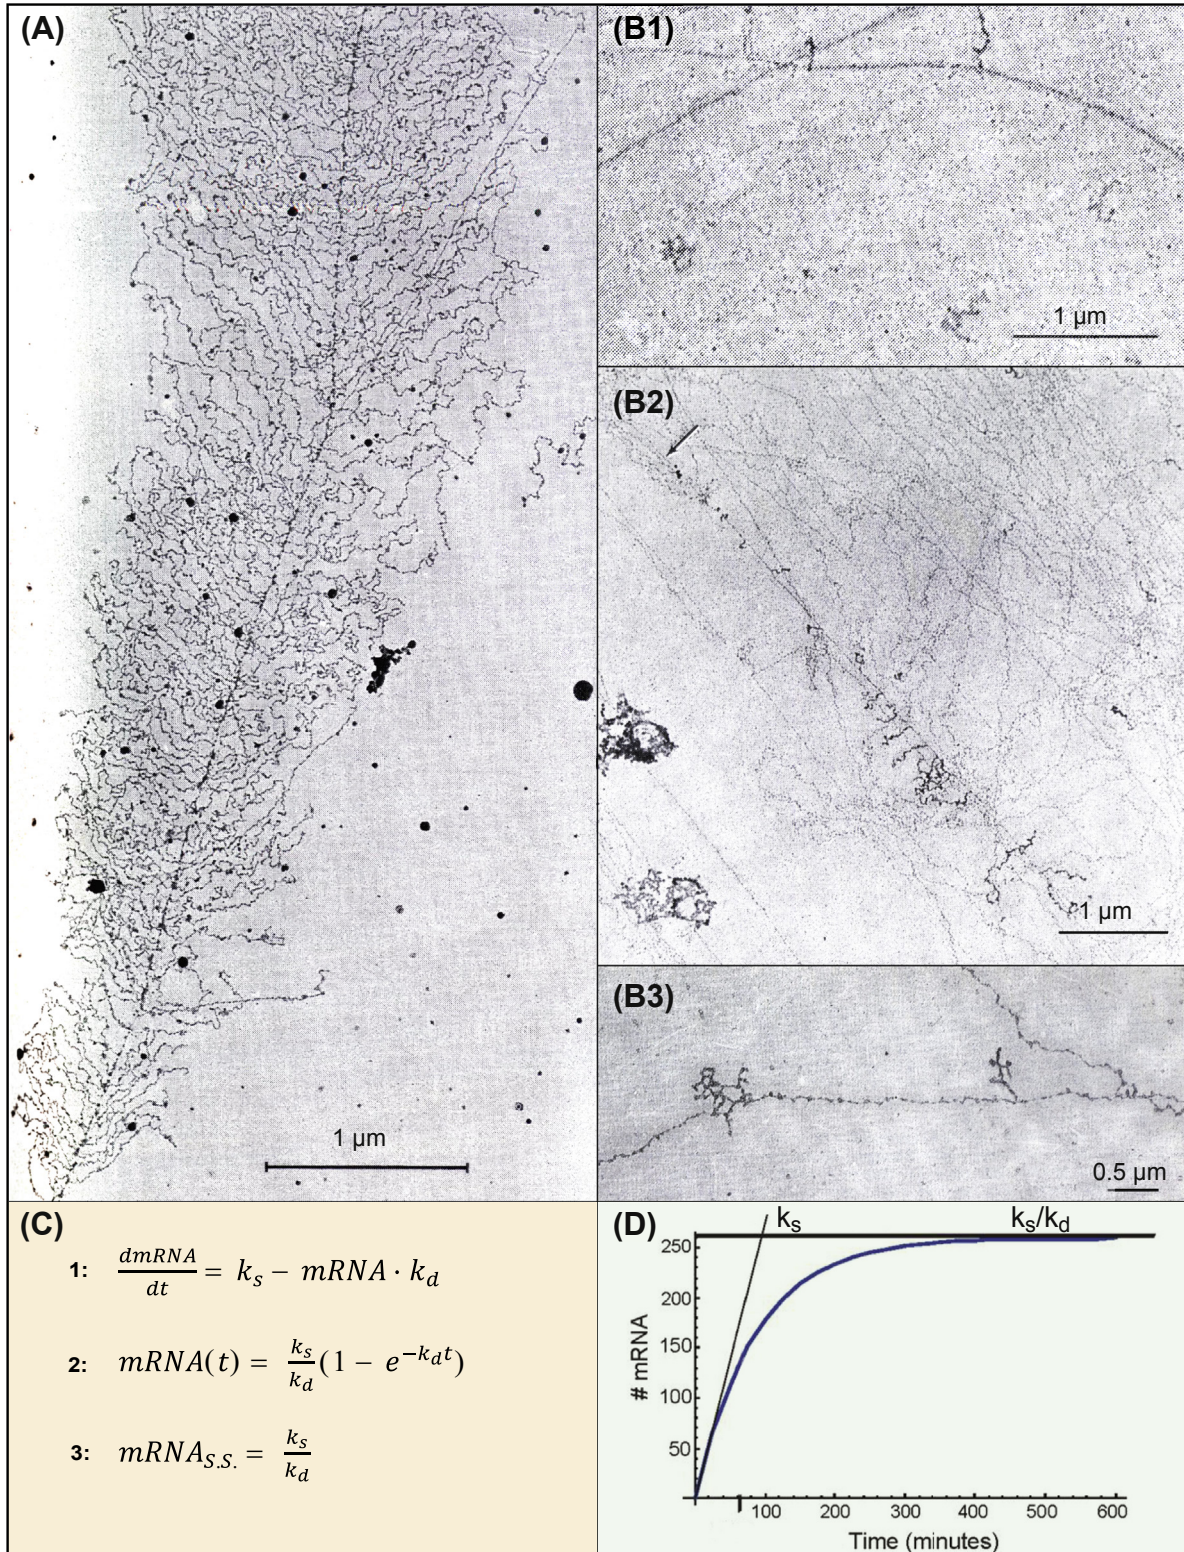 (A)
1 µm
(B1)
1 µm
(B2)
1 µm
(B3)
0.5 µm
(C)
1: dmRNA/dt = k_s − mRNA · k_d
2: mRNA(t) = k_s/k_d (1 − e^{−k_d t})
3: mRNA_{S.S.} = k_s/k_d
(D)
k_s
k_s/k_d
# mRNA
250
200
150
100
50
100 200 300 400 500 600
Time (minutes)